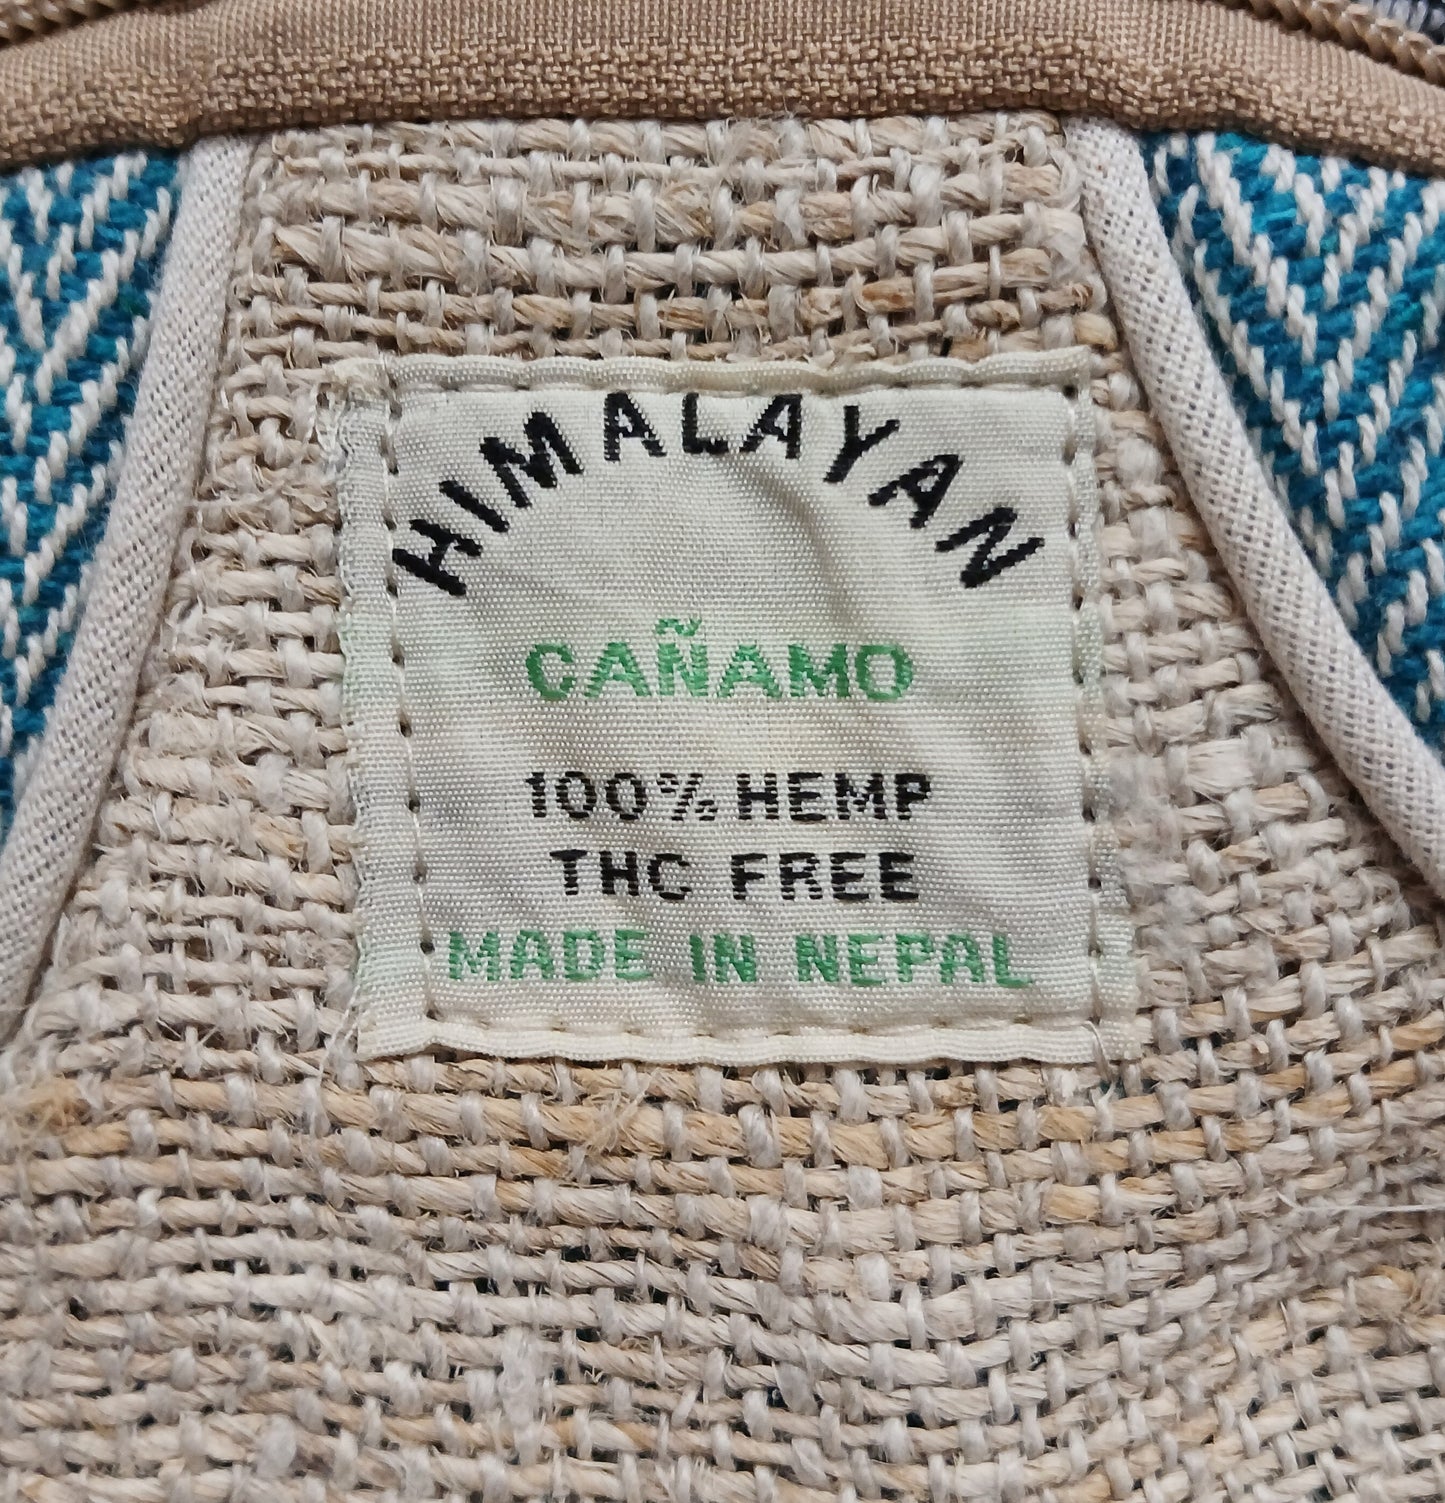 HIMALAYAN
CAÑAMO
100% HEMP
THC FREE
MADE IN NEPAL